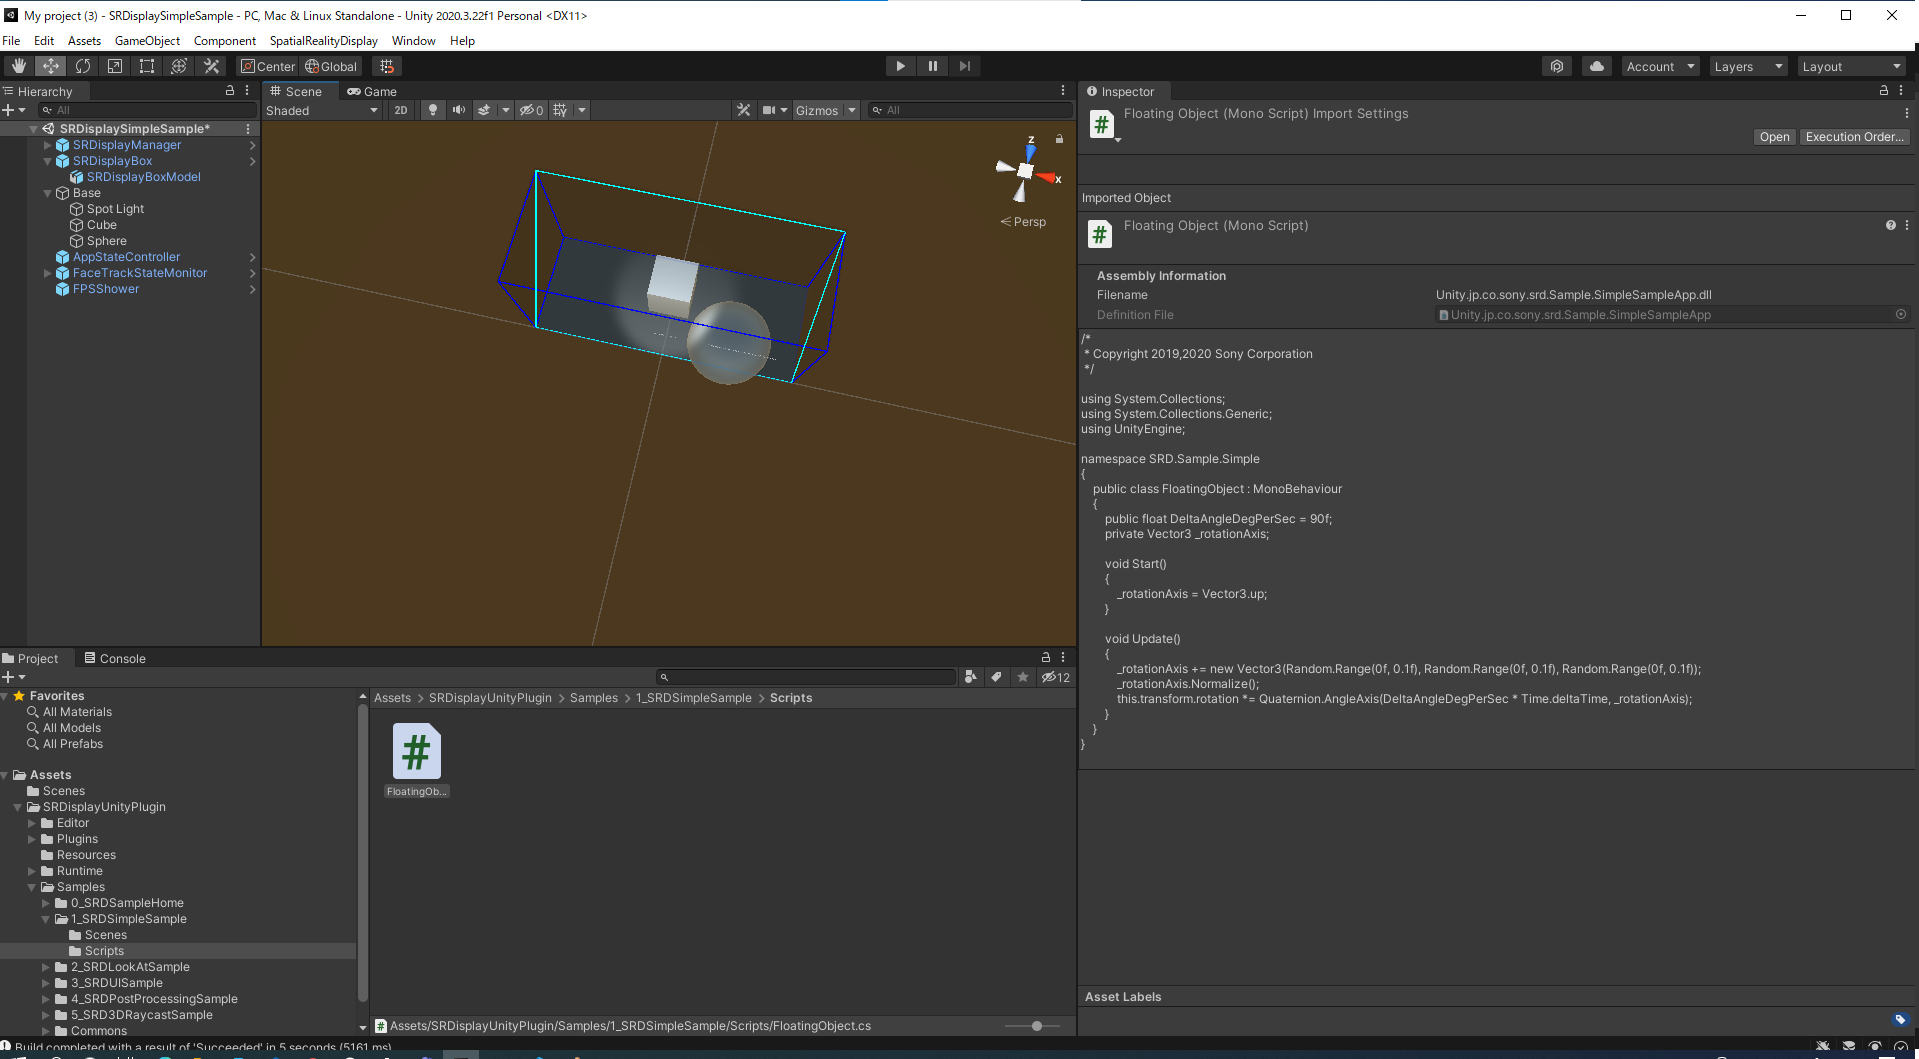 My project (3) - SRDisplaySimpleSample - PC, Mac & Linux Standalone - Unity 2020.3.22f1 Personal <DX11>
File Edit Assets GameObject Component SpatialRealityDisplay Window Help
Center Global Account Layers Layout
Hierarchy
All
SRDisplaySimpleSample*
SRDisplayManager
SRDisplayBox
SRDisplayBoxModel
Base
Spot Light
Cube
Sphere
AppStateController
FaceTrackStateMonitor
FPSShower
Scene Game
Shaded 2D 0 Gizmos All
z
x
Persp
Inspector
Floating Object (Mono Script) Import Settings
Open Execution Order...
Imported Object
Floating Object (Mono Script)
Assembly Information
Filename Unity.jp.co.sony.srd.Sample.SimpleSampleApp.dll
Definition File Unity.jp.co.sony.srd.Sample.SimpleSampleApp
/*
* Copyright 2019,2020 Sony Corporation
*/
using System.Collections;
using System.Collections.Generic;
using UnityEngine;
namespace SRD.Sample.Simple
{
public class FloatingObject : MonoBehaviour
{
public float DeltaAngleDegPerSec = 90f;
private Vector3 _rotationAxis;
void Start()
{
_rotationAxis = Vector3.up;
}
void Update()
{
_rotationAxis += new Vector3(Random.Range(0f, 0.1f), Random.Range(0f, 0.1f), Random.Range(0f, 0.1f));
_rotationAxis.Normalize();
this.transform.rotation *= Quaternion.AngleAxis(DeltaAngleDegPerSec * Time.deltaTime, _rotationAxis);
}
}
}
Asset Labels
Project Console
12
Favorites
All Materials
All Models
All Prefabs
Assets
Scenes
SRDisplayUnityPlugin
Editor
Plugins
Resources
Runtime
Samples
0_SRDSampleHome
1_SRDSimpleSample
Scenes
Scripts
2_SRDLookAtSample
3_SRDUISample
4_SRDPostProcessingSample
5_SRD3DRaycastSample
Commons
Assets > SRDisplayUnityPlugin > Samples > 1_SRDSimpleSample > Scripts
FloatingOb...
Assets/SRDisplayUnityPlugin/Samples/1_SRDSimpleSample/Scripts/FloatingObject.cs
Build completed with a result of 'Succeeded' in 5 seconds (5161 ms)